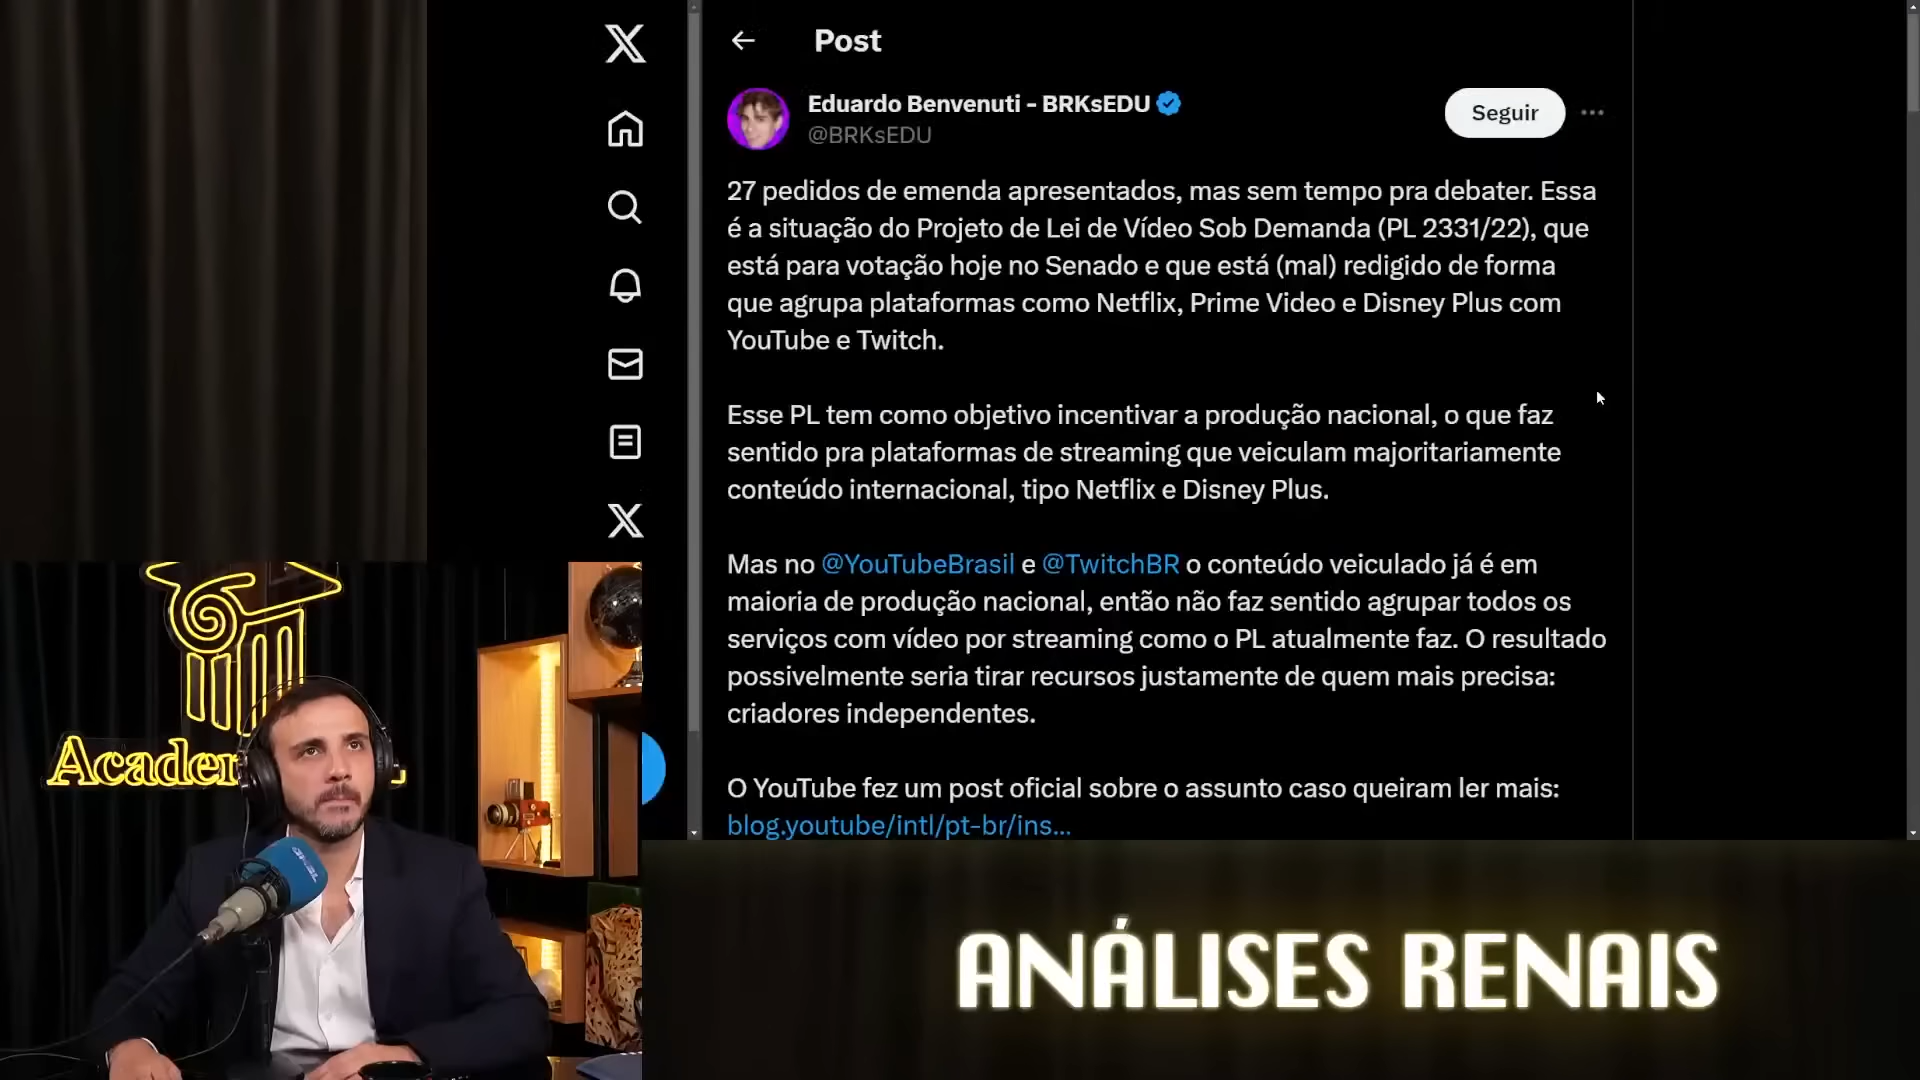 Post
Eduardo Benvenuti - BRKsEDU
@BRKsEDU
Seguir
27 pedidos de emenda apresentados, mas sem tempo pra debater. Essa
é a situação do Projeto de Lei de Vídeo Sob Demanda (PL 2331/22), que
está para votação hoje no Senado e que está (mal) redigido de forma
que agrupa plataformas como Netflix, Prime Video e Disney Plus com
YouTube e Twitch.
Esse PL tem como objetivo incentivar a produção nacional, o que faz
sentido pra plataformas de streaming que veiculam majoritariamente
conteúdo internacional, tipo Netflix e Disney Plus.
Mas no @YouTubeBrasil e @TwitchBR o conteúdo veiculado já é em
maioria de produção nacional, então não faz sentido agrupar todos os
serviços com vídeo por streaming como o PL atualmente faz. O resultado
possivelmente seria tirar recursos justamente de quem mais precisa:
criadores independentes.
O YouTube fez um post oficial sobre o assunto caso queiram ler mais:
blog.youtube/intl/pt-br/ins...
ANÁLISES RENAIS